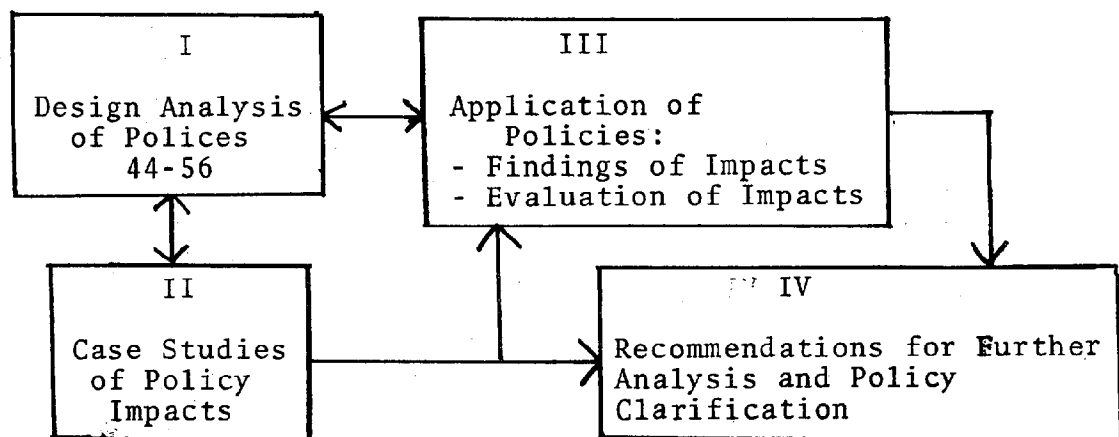 I
Design Analysis
of Polices
44-56
III
Application of
Policies:
- Findings of Impacts
- Evaluation of Impacts
II
Case Studies
of Policy
Impacts
IV
Recommendations for Further
Analysis and Policy
Clarification